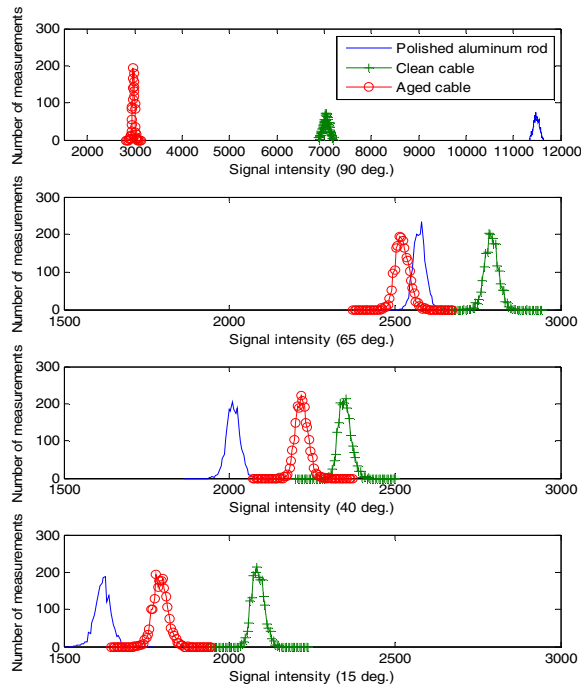 Number of measurements
300
200
100
0
Polished aluminum rod
Clean cable
Aged cable
2000 3000 4000 5000 6000 7000 8000 9000 10000 11000 12000
Signal intensity (90 deg.)
Number of measurements
300
200
100
0
1500 2000 2500 3000
Signal intensity (65 deg.)
Number of measurements
300
200
100
0
1500 2000 2500 3000
Signal intensity (40 deg.)
Number of measurements
300
200
100
0
1500 2000 2500 3000
Signal intensity (15 deg.)